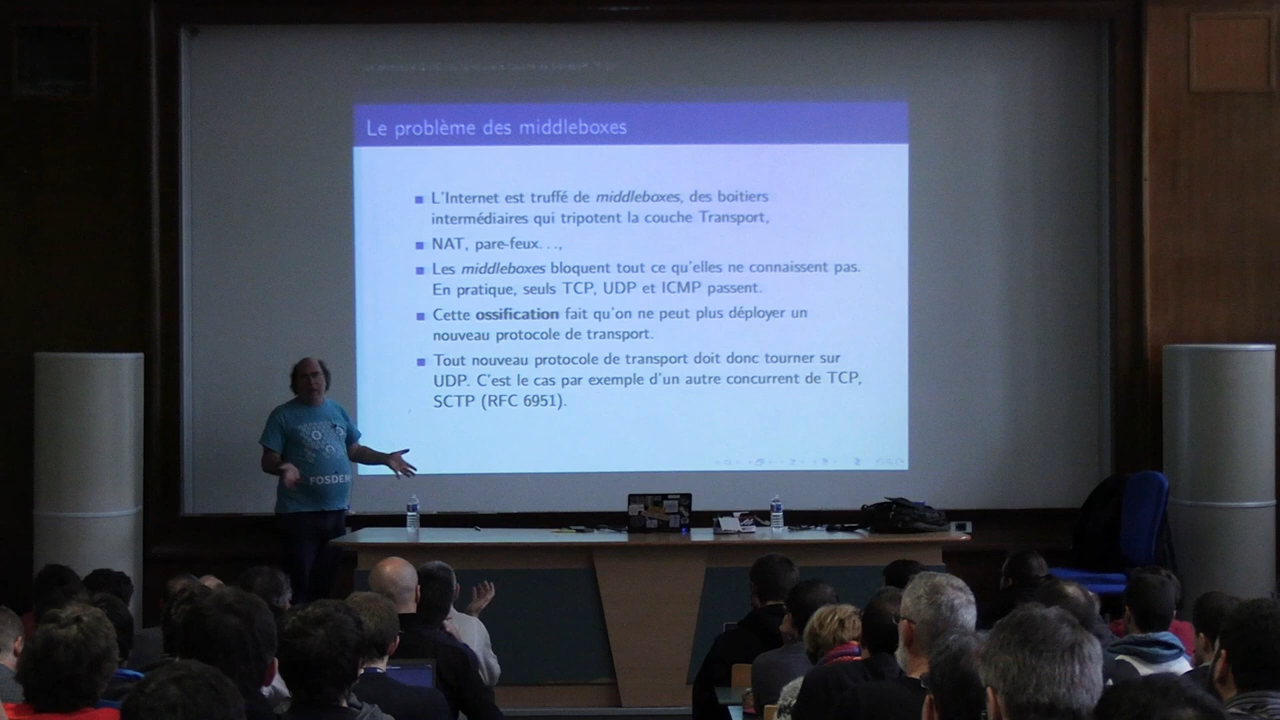 Le problème des middleboxes
L'Internet est truffé de middleboxes, des boitiers
intermédiaires qui tripotent la couche Transport,
NAT, pare-feux...,
Les middleboxes bloquent tout ce qu'elles ne connaissent pas.
En pratique, seuls TCP, UDP et ICMP passent.
Cette ossification fait qu'on ne peut plus déployer un
nouveau protocole de transport.
Tout nouveau protocole de transport doit donc tourner sur
UDP. C'est le cas par exemple d'un autre concurrent de TCP,
SCTP (RFC 6951).
FOSDEM